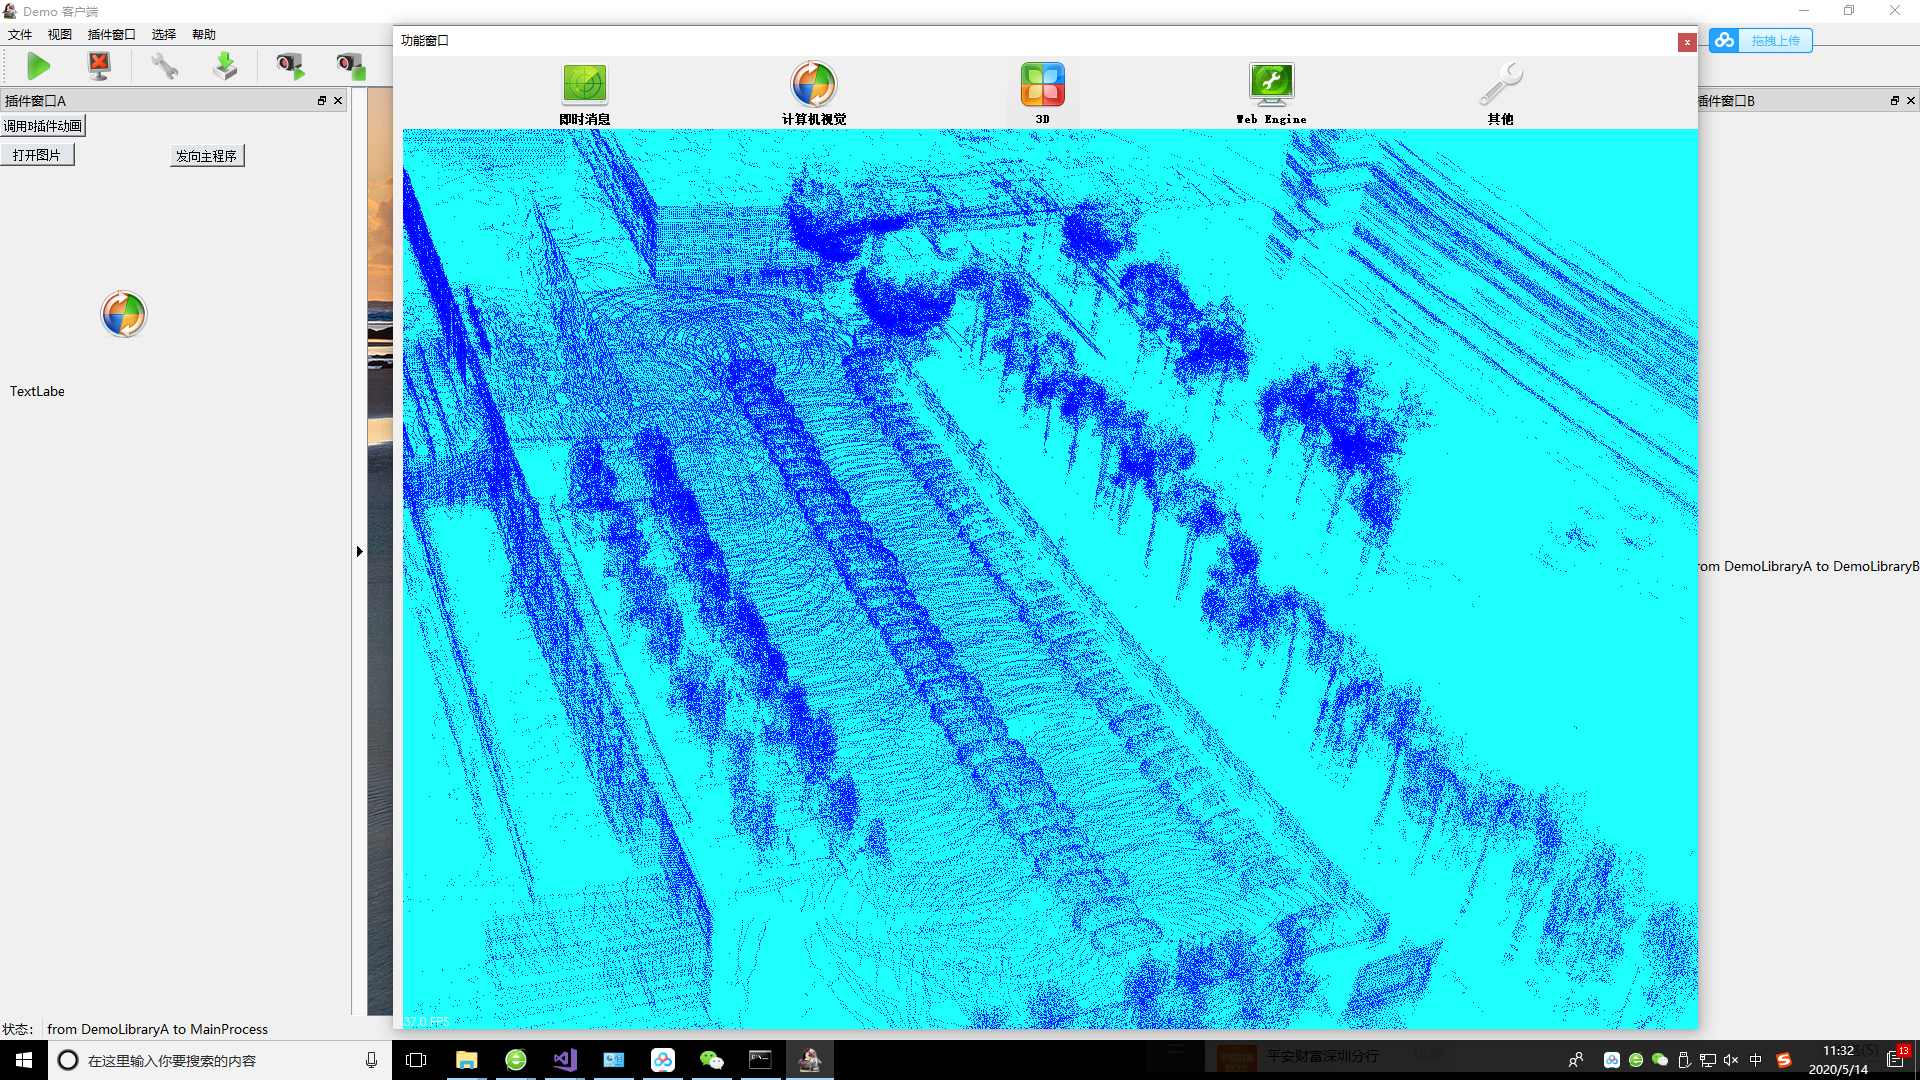 Demo 客户端
文件 视图 插件窗口 选择 帮助
拖拽上传
功能窗口
x
即时消息 计算机视觉 3D Web Engine 其他
插件窗口A
插件窗口B
调用B插件动画
打开图片 发向主程序
TextLabe
rom DemoLibraryA to DemoLibraryB
37.0 FPS
状态: from DemoLibraryA to MainProcess
在这里输入你要搜索的内容
平安财富深圳分行
中
11:32
2020/5/14
13